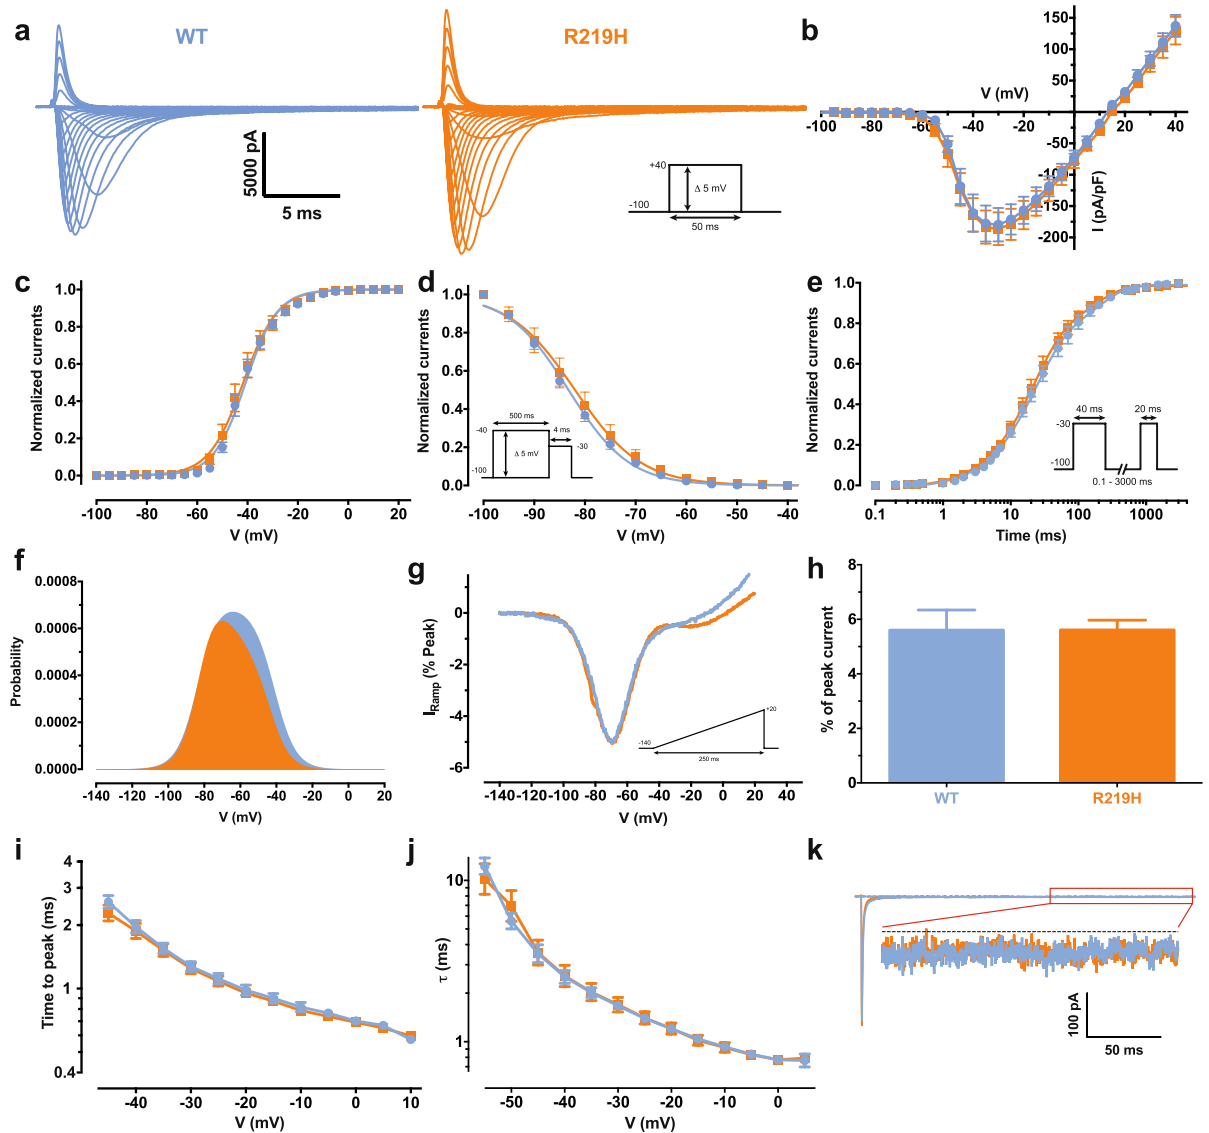 a
WT
R219H
5000 pA
5 ms
+40
Δ 5 mV
-100
50 ms
b
150
100
50
V (mV)
-100 -80 -60 -40 -20 20 40
-50
-100
-150
-200
I (pA/pF)
c
Normalized currents
1.0
0.8
0.6
0.4
0.2
0.0
-100 -80 -60 -40 -20 0 20
V (mV)
d
Normalized currents
1.0
0.8
0.6
0.4
0.2
0.0
500 ms
-40
4 ms
Δ 5 mV
-30
-100
-100 -90 -80 -70 -60 -50 -40
V (mV)
e
Normalized currents
1.0
0.8
0.6
0.4
0.2
0.0
40 ms
20 ms
-30
-100
0.1 - 3000 ms
0.1 1 10 100 1000
Time (ms)
f
Probability
0.0008
0.0006
0.0004
0.0002
0.0000
-140 -120 -100 -80 -60 -40 -20 0 20
V (mV)
g
IRamp (% Peak)
0
-2
-4
-6
-140
+20
250 ms
-140 -120 -100 -80 -60 -40 -20 0 20 40
V (mV)
h
% of peak current
8
6
4
2
0
WT
R219H
i
Time to peak (ms)
4
3
2
1
0.4
-40 -30 -20 -10 0 10
V (mV)
j
τ (ms)
10
1
-50 -40 -30 -20 -10 0
V (mV)
k
100 pA
50 ms